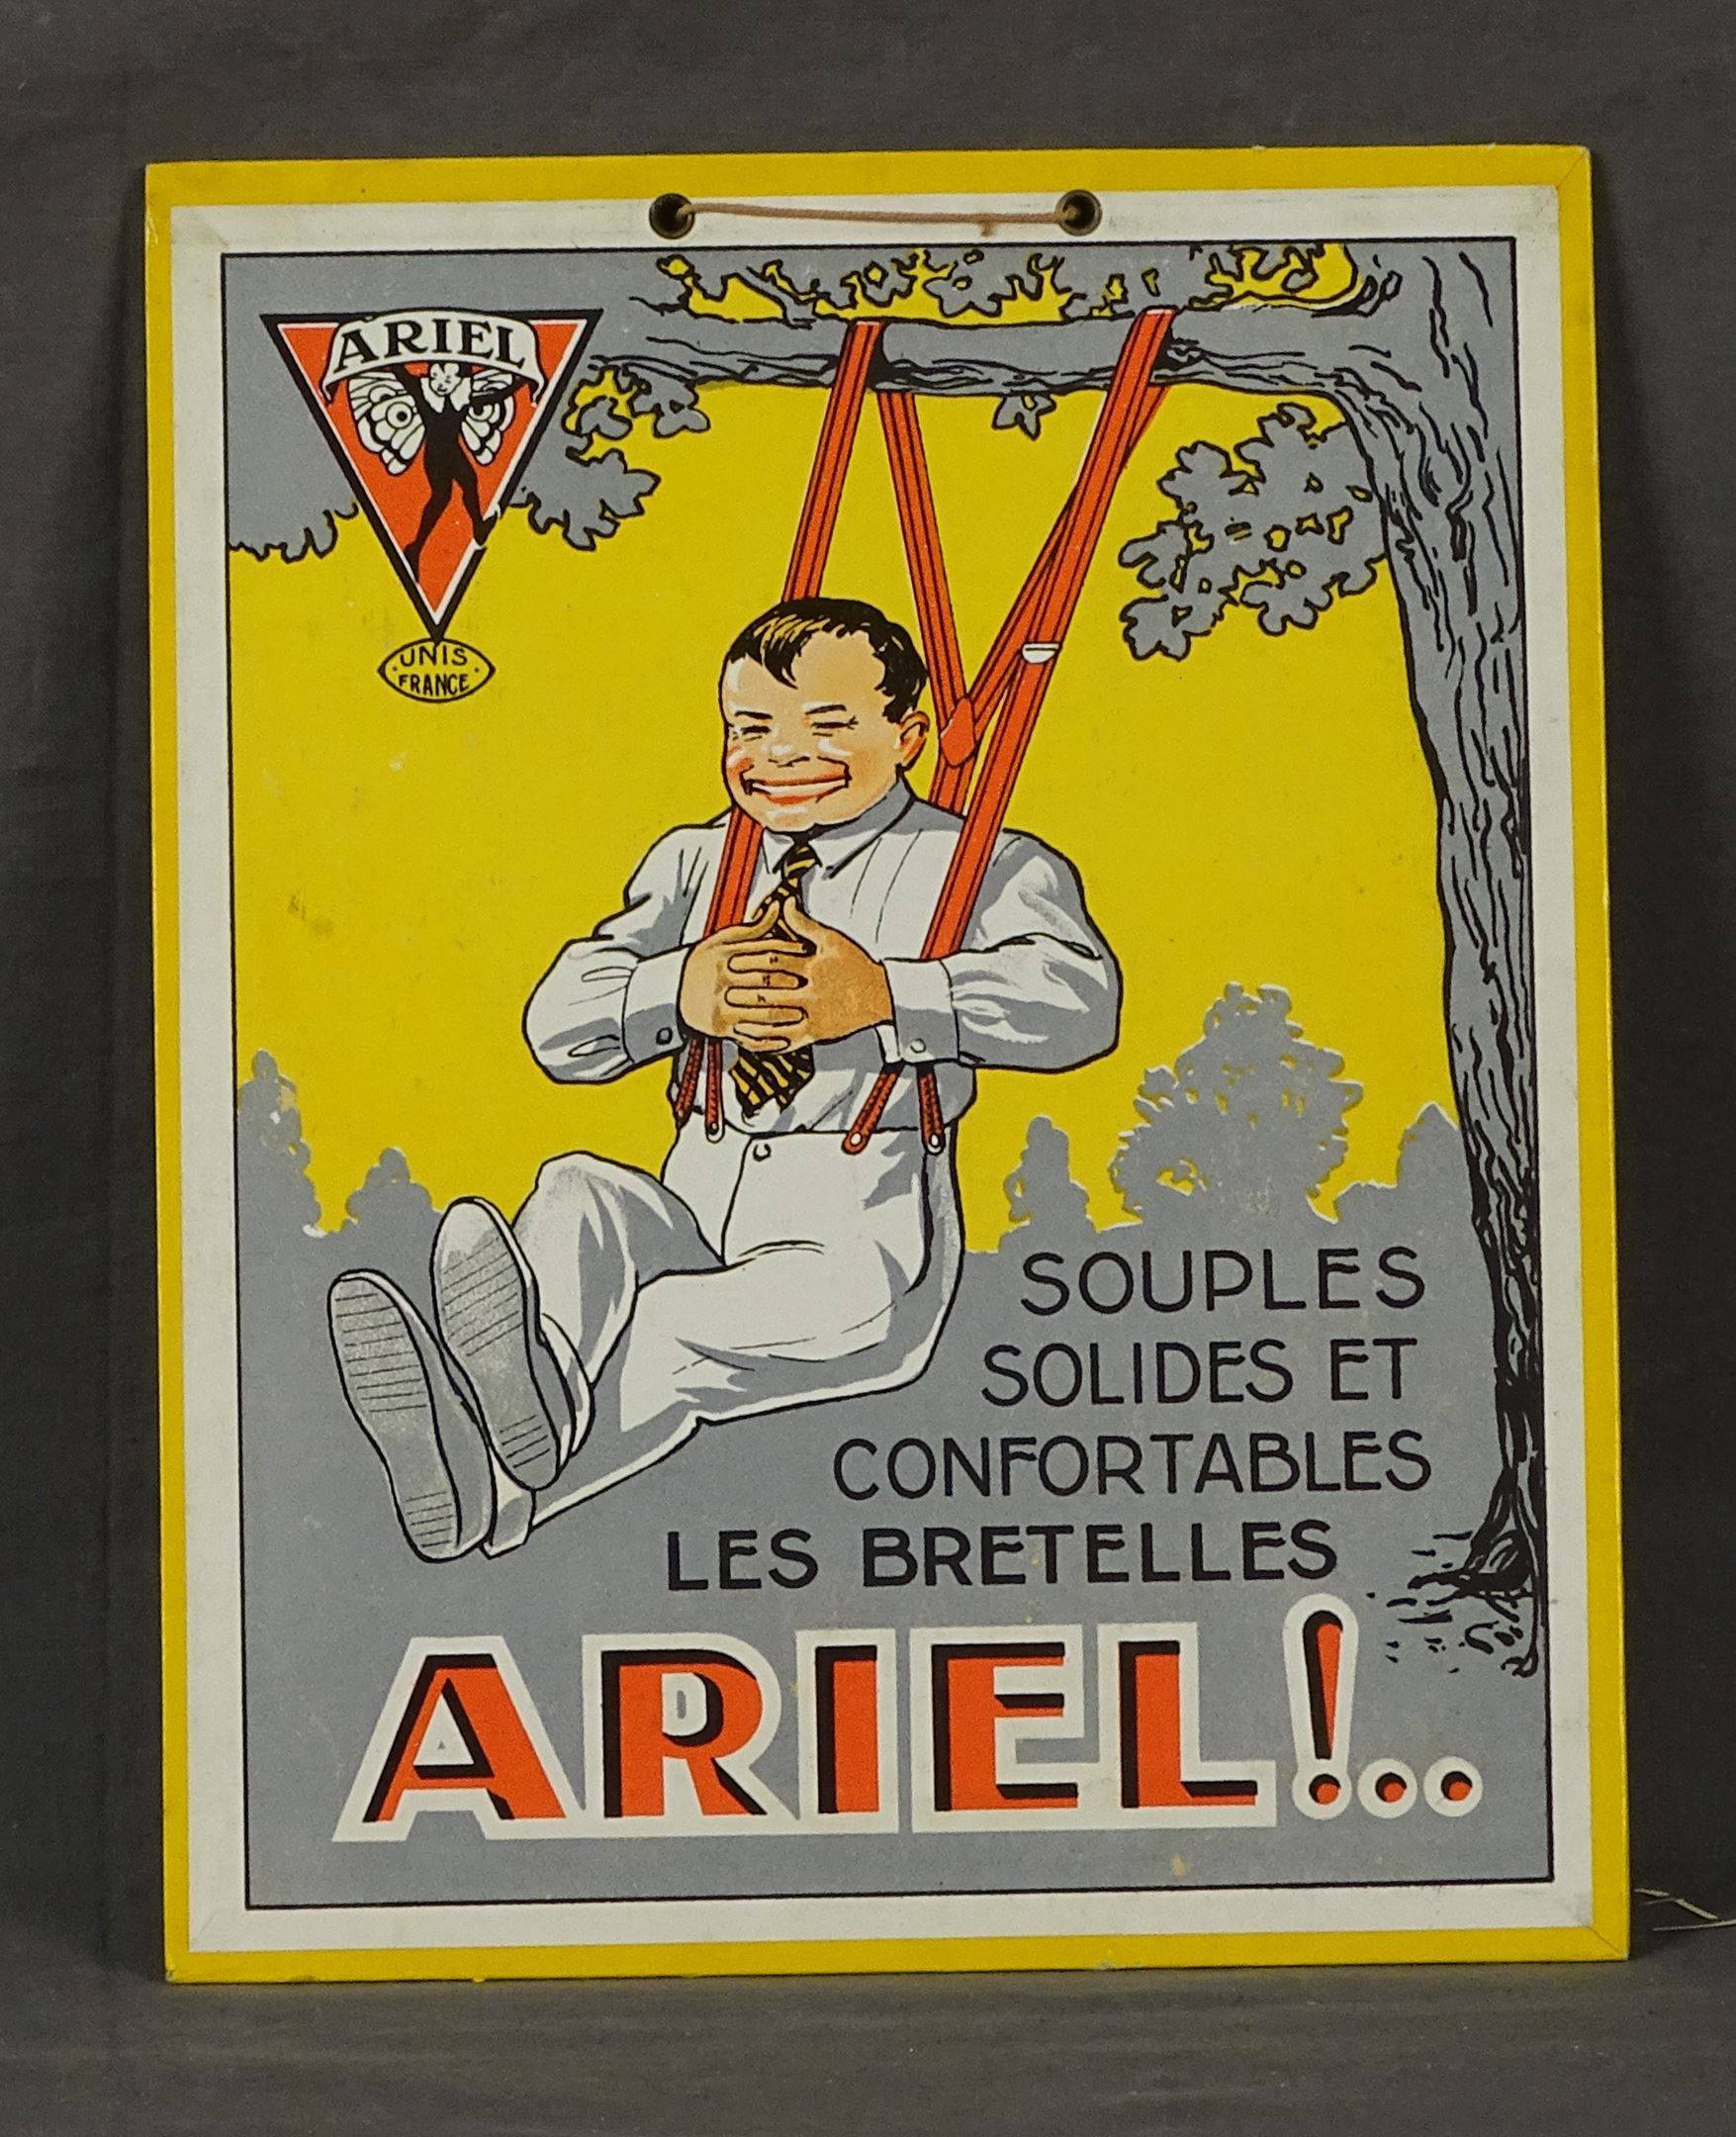 ARIEL
UNIS
FRANCE
SOUPLES
SOLIDES ET
CONFORTABLES
LES BRETELLES
ARIEL!..